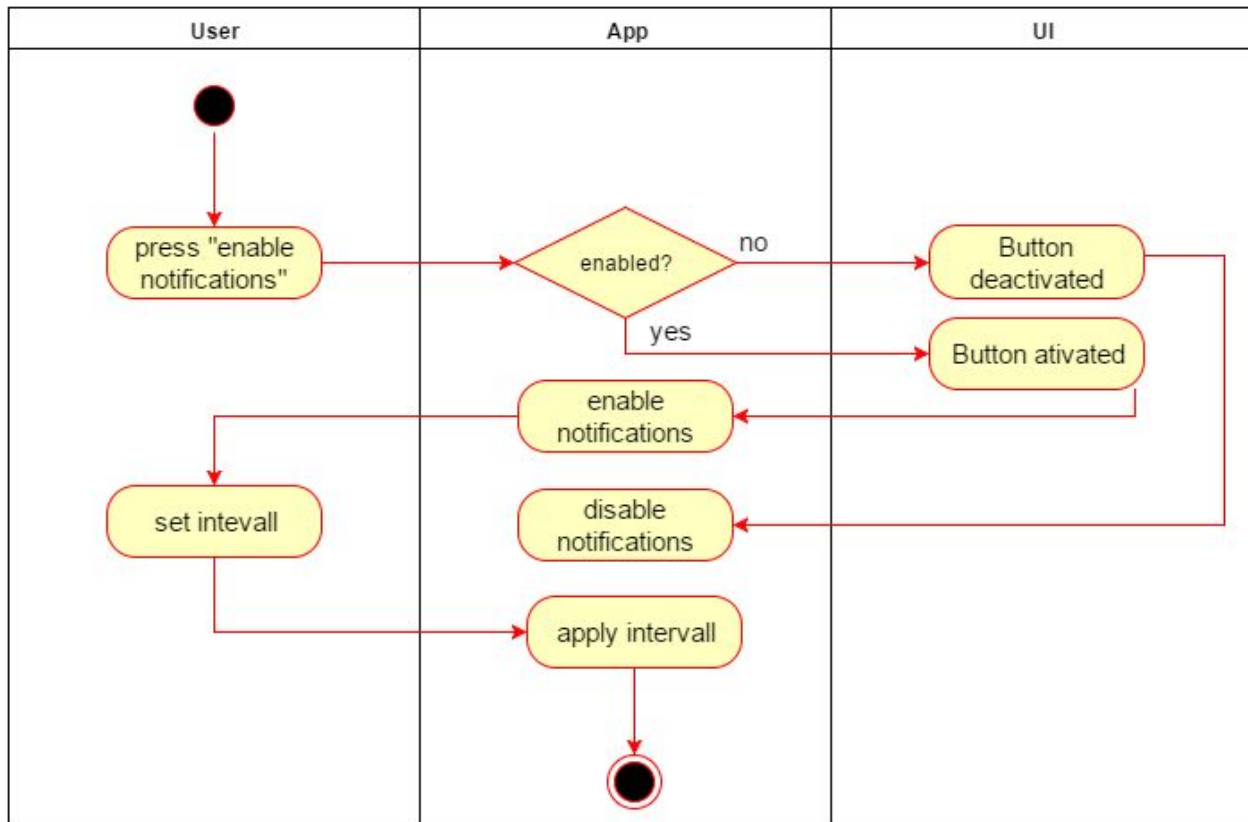 User
App
UI
press "enable
notifications"
enabled?
no
Button
deactivated
yes
Button ativated
enable
notifications
set intevall
disable
notifications
apply intervall